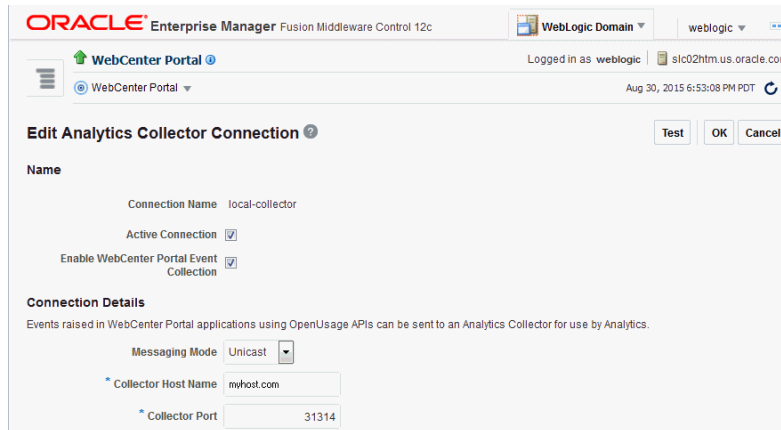 ORACLE Enterprise Manager Fusion Middleware Control 12c WebLogic Domain weblogic
WebCenter Portal Logged in as weblogic slc02htm.us.oracle.com
WebCenter Portal Aug 30, 2015 6:53:08 PM PDT
Edit Analytics Collector Connection Test OK Cancel
Name
Connection Name local-collector
Active Connection
Enable WebCenter Portal Event
Collection
Connection Details
Events raised in WebCenter Portal applications using OpenUsage APIs can be sent to an Analytics Collector for use by Analytics.
Messaging Mode Unicast
* Collector Host Name myhost.com
* Collector Port 31314